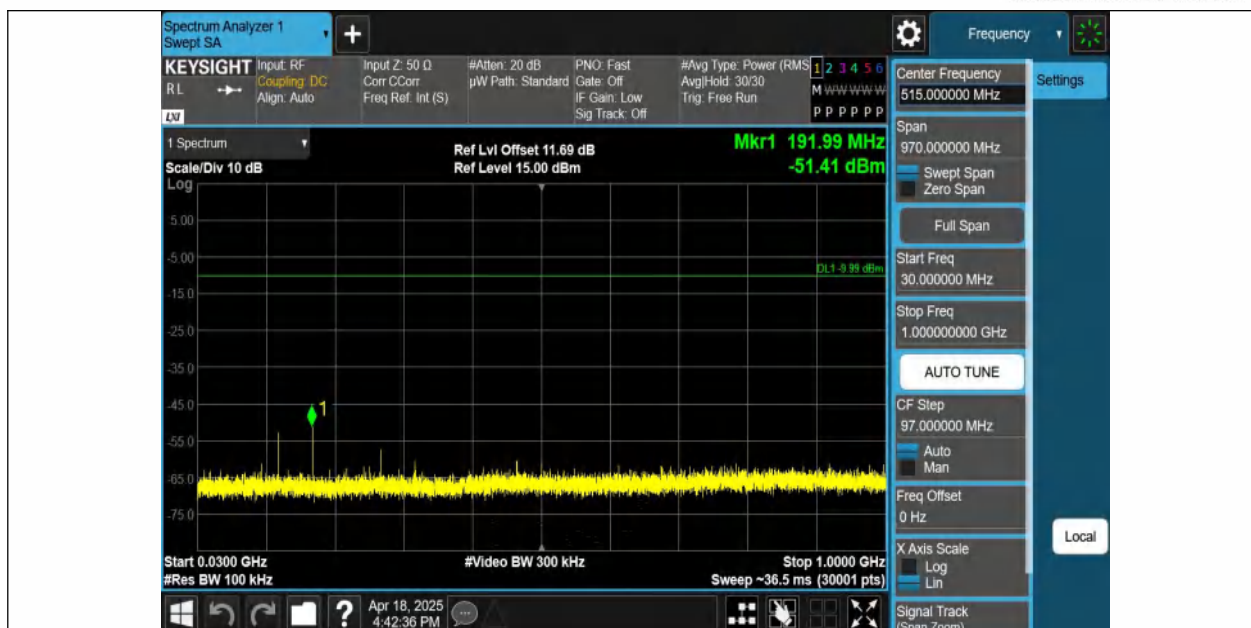 Spectrum Analyzer 1
Swept SA
+
Frequency
KEYSIGHT
RL
LXI
Input: RF
Coupling: DC
Align: Auto
Input Z: 50 Ω
Corr CCorr
Freq Ref: Int (S)
#Atten: 20 dB
µW Path: Standard
PNO: Fast
Gate: Off
IF Gain: Low
Sig Track: Off
#Avg Type: Power (RMS
Avg|Hold: 30/30
Trig: Free Run
1 2 3 4 5 6
M W W W W W
P P P P P P
1 Spectrum
Scale/Div 10 dB
Log
Ref Lvl Offset 11.69 dB
Ref Level 15.00 dBm
Mkr1 191.99 MHz
-51.41 dBm
5.00
-5.00
DL1 -9.99 dBm
-15.0
-25.0
-35.0
-45.0
1
-55.0
-65.0
-75.0
Start 0.0300 GHz
#Res BW 100 kHz
#Video BW 300 kHz
Stop 1.0000 GHz
Sweep ~36.5 ms (30001 pts)
Center Frequency
515.000000 MHz
Settings
Span
970.000000 MHz
Swept Span
Zero Span
Full Span
Start Freq
30.000000 MHz
Stop Freq
1.000000000 GHz
AUTO TUNE
CF Step
97.000000 MHz
Auto
Man
Freq Offset
0 Hz
Local
X Axis Scale
Log
Lin
Signal Track
(Span Zoom)
?
Apr 18, 2025
4:42:36 PM